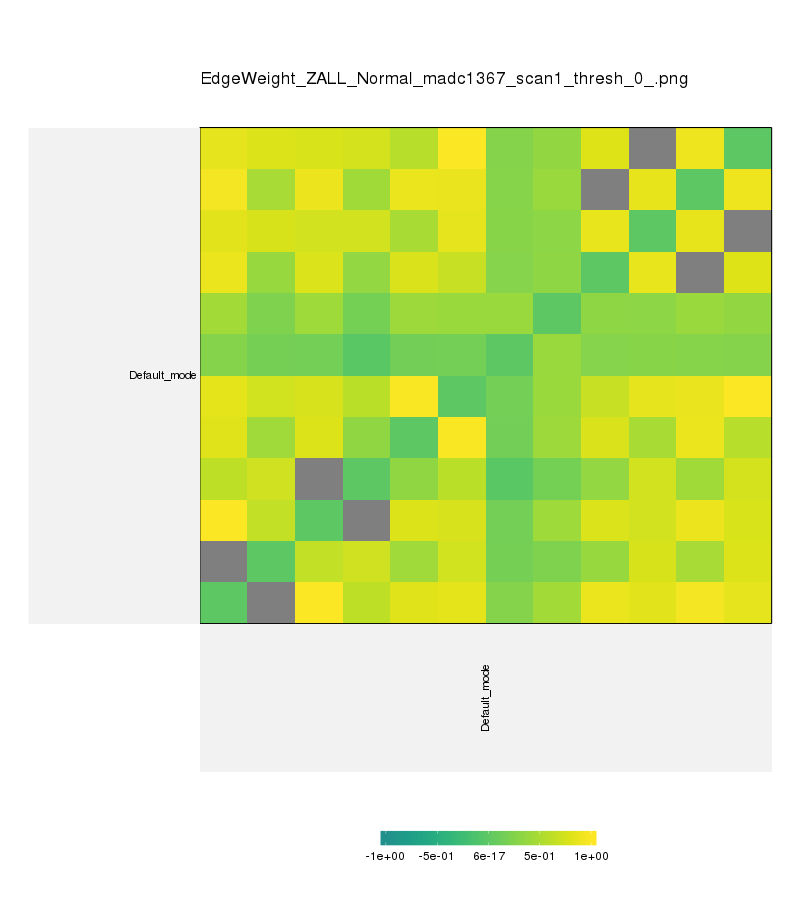 EdgeWeight_ZALL_Normal_madc1367_scan1_thresh_0_.png
Default_mode
Default_mode
-1e+00 -5e-01 6e-17 5e-01 1e+00